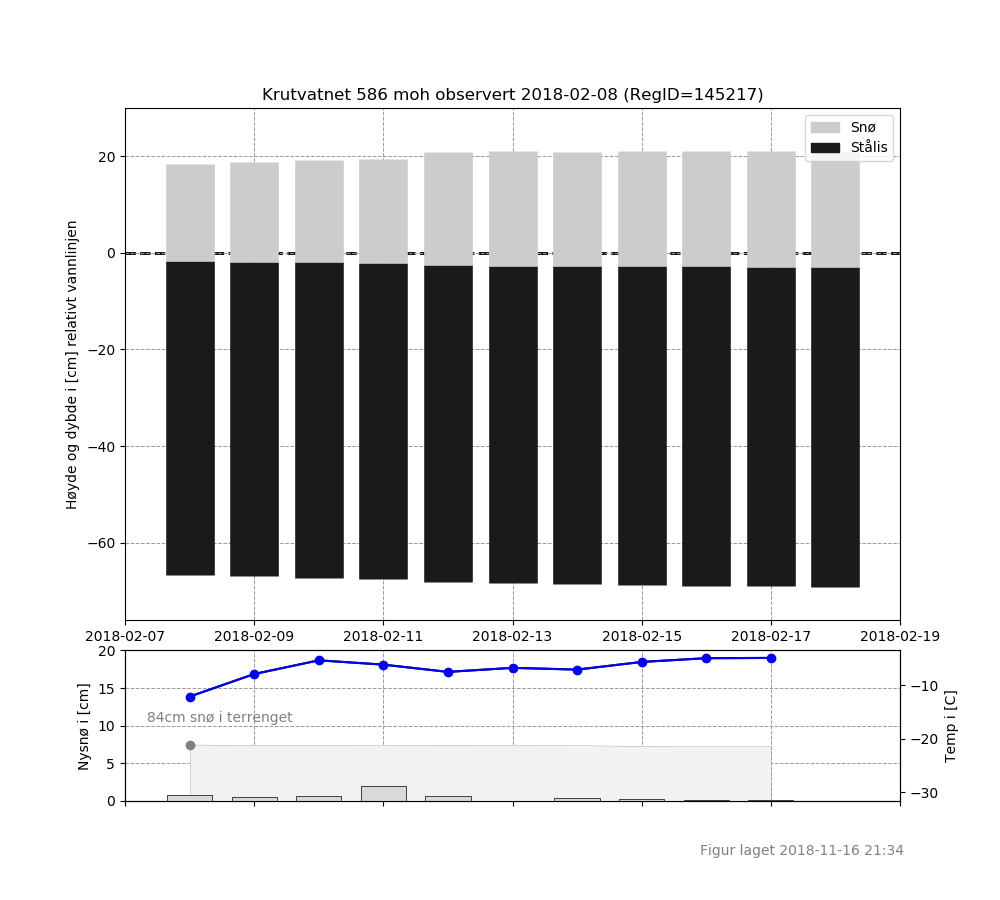 Krutvatnet 586 moh observert 2018-02-08 (RegID=145217)
Snø
Stålis
Høyde og dybde i [cm] relativt vannlinjen
20
0
−20
−40
−60
2018-02-07 2018-02-09 2018-02-11 2018-02-13 2018-02-15 2018-02-17 2018-02-19
Nysnø i [cm]
20
15
10
5
0
84cm snø i terrenget
−10
−20
−30
Temp i [C]
Figur laget 2018-11-16 21:34